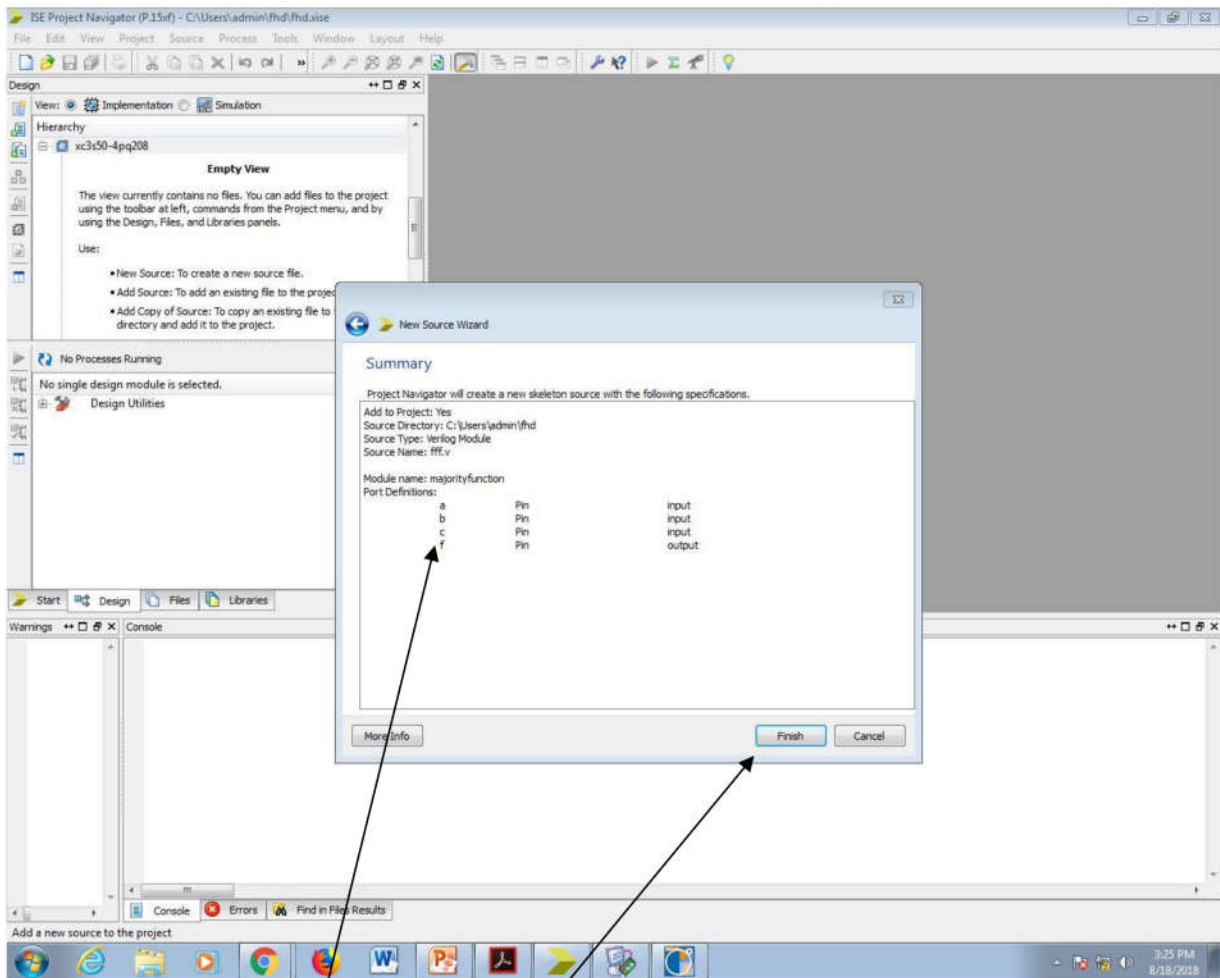 ISE Project Navigator (P.15xf) - C:\Users\admin\fhd\fhd.xise
File Edit View Project Source Process Tools Window Layout Help
Design
View: Implementation Simulation
Hierarchy
xc3s50-4pq208
Empty View
The view currently contains no files. You can add files to the project
using the toolbar at left, commands from the Project menu, and by
using the Design, Files, and Libraries panels.
Use:
• New Source: To create a new source file.
• Add Source: To add an existing file to the projec
• Add Copy of Source: To copy an existing file to
directory and add it to the project.
No Processes Running
No single design module is selected.
Design Utilities
Start Design Files Libraries
New Source Wizard
Summary
Project Navigator will create a new skeleton source with the following specifications.
Add to Project: Yes
Source Directory: C:\Users\admin\fhd
Source Type: Verilog Module
Source Name: fff.v
Module name: majorityfunction
Port Definitions:
a Pin input
b Pin input
c Pin input
f Pin output
More Info Finish Cancel
Warnings Console
Console Errors Find in Files Results
Add a new source to the project
3:25 PM
8/18/2018